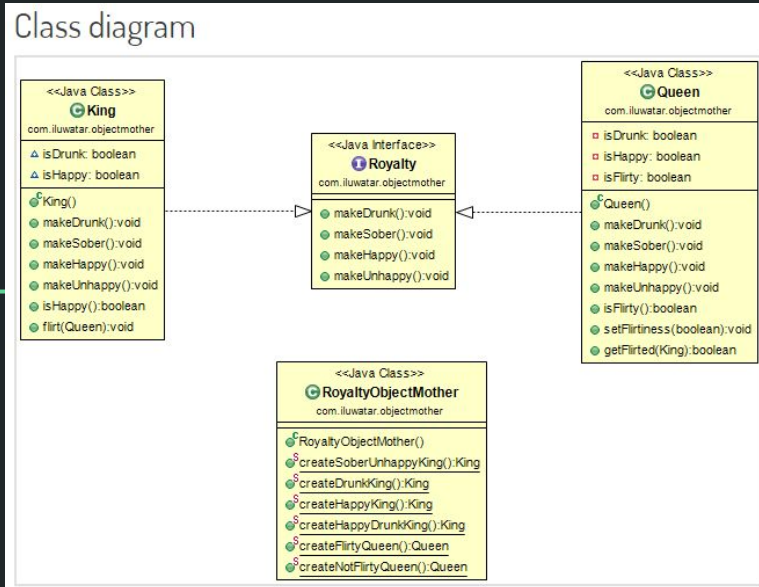 Class diagram
<<Java Class>>
King
com.iluwatar.objectmother
isDrunk: boolean
isHappy: boolean
King()
makeDrunk():void
makeSober():void
makeHappy():void
makeUnhappy():void
isHappy():boolean
flirt(Queen):void
<<Java Interface>>
Royalty
com.iluwatar.objectmother
makeDrunk():void
makeSober():void
makeHappy():void
makeUnhappy():void
<<Java Class>>
Queen
com.iluwatar.objectmother
isDrunk: boolean
isHappy: boolean
isFlirty: boolean
Queen()
makeDrunk():void
makeSober():void
makeHappy():void
makeUnhappy():void
isFlirty():boolean
setFlirtiness(boolean):void
getFlirted(King):boolean
<<Java Class>>
RoyaltyObjectMother
com.iluwatar.objectmother
RoyaltyObjectMother()
createSoberUnhappyKing():King
createDrunkKing():King
createHappyKing():King
createHappyDrunkKing():King
createFlirtyQueen():Queen
createNotFlirtyQueen():Queen